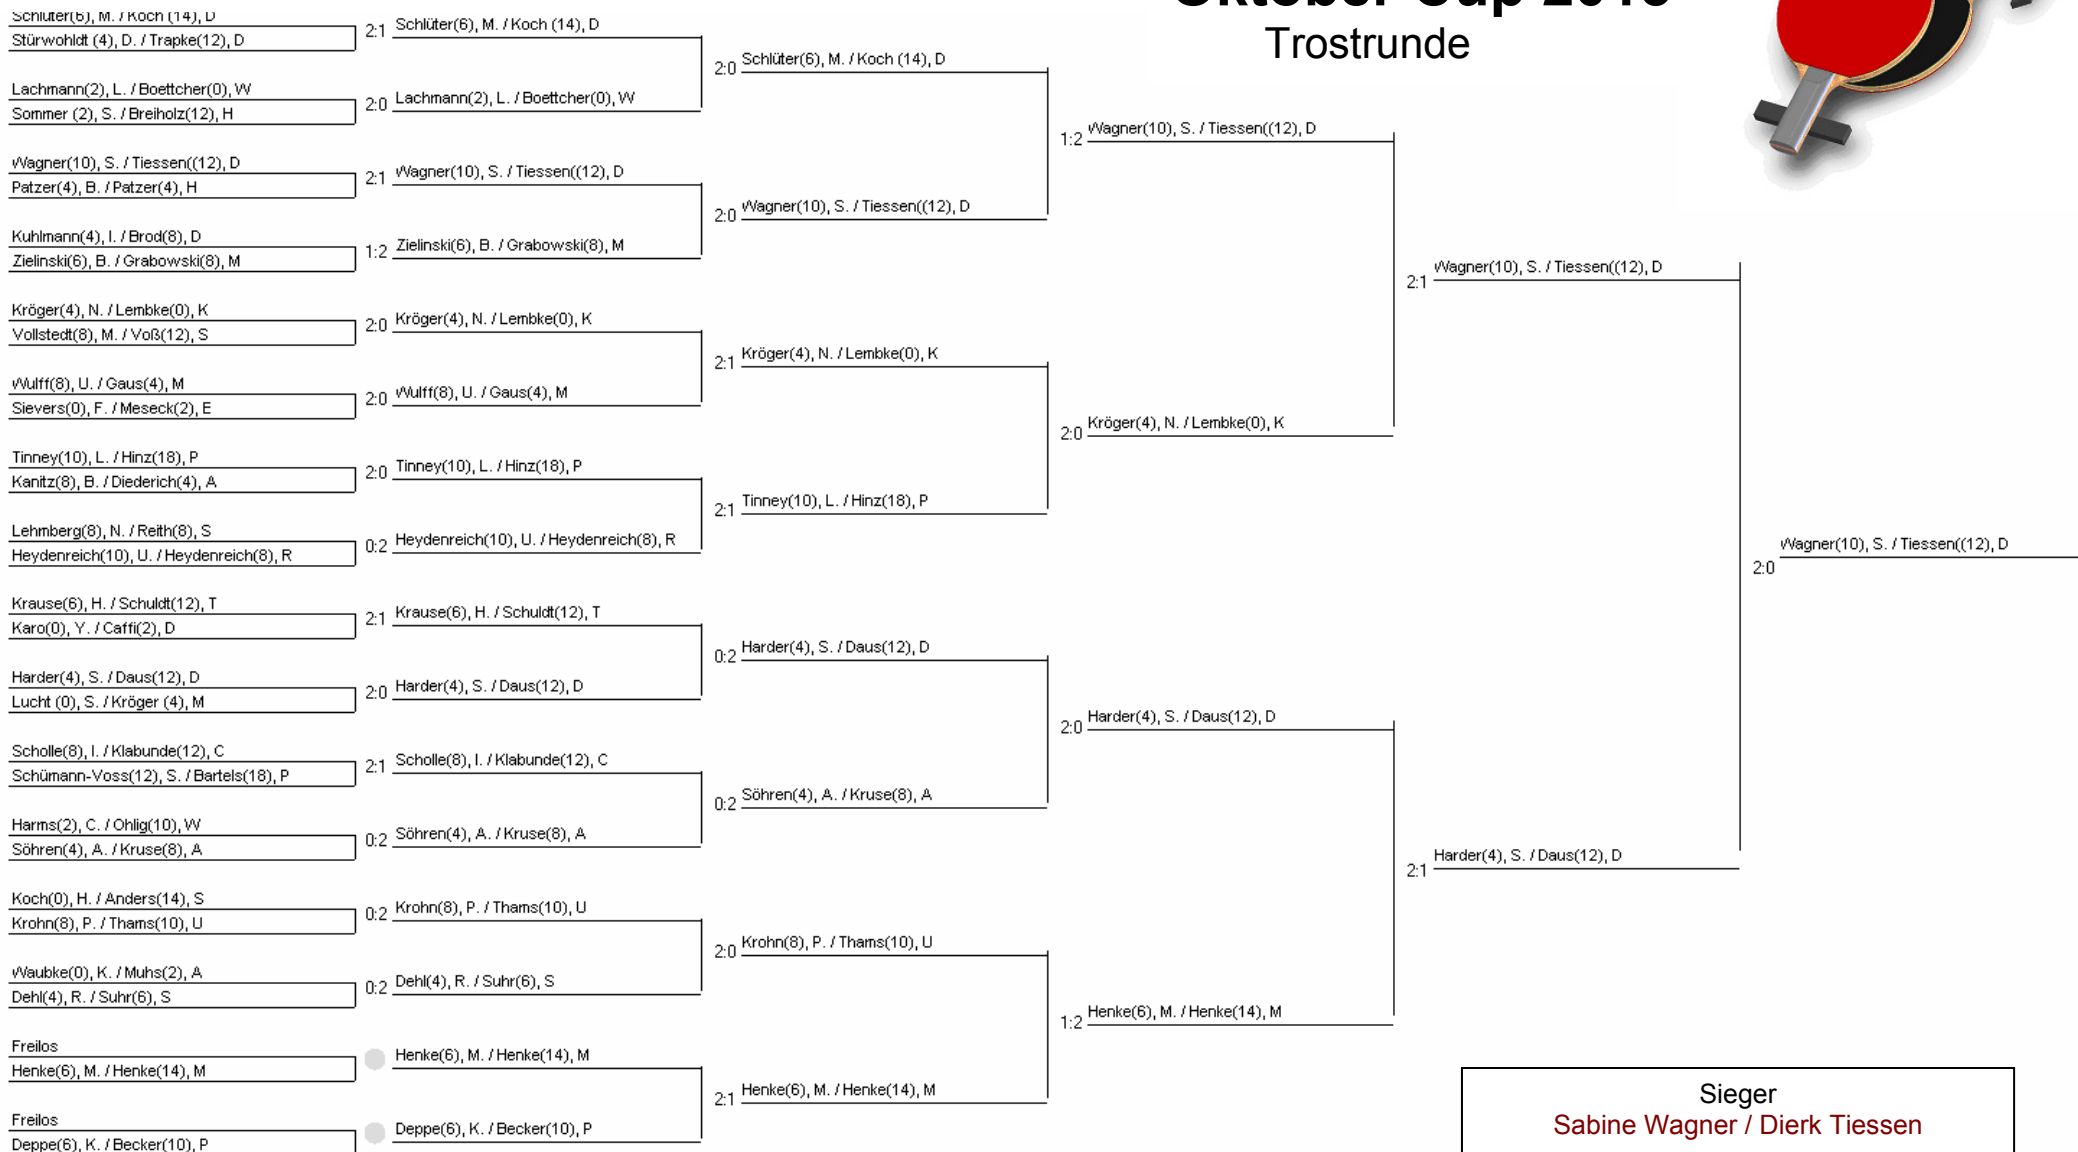 Trostrunde
Schlüter(6), M. / Koch (14), D
Stürwohldt (4), D. / Trapke(12), D
Lachmann(2), L. / Boettcher(0), W
Sommer (2), S. / Breiholz(12), H
Wagner(10), S. / Tiessen((12), D
Patzer(4), B. / Patzer(4), H
Kuhlmann(4), I. / Brod(8), D
Zielinski(6), B. / Grabowski(8), M
Kröger(4), N. / Lembke(0), K
Vollstedt(8), M. / Voß(12), S
Wulff(8), U. / Gaus(4), M
Sievers(0), F. / Meseck(2), E
Tinney(10), L. / Hinz(18), P
Kanitz(8), B. / Diederich(4), A
Lehmberg(8), N. / Reith(8), S
Heydenreich(10), U. / Heydenreich(8), R
Krause(6), H. / Schuldt(12), T
Karo(0), Y. / Caffi(2), D
Harder(4), S. / Daus(12), D
Lucht (0), S. / Kröger (4), M
Scholle(8), I. / Klabunde(12), C
Schümann-Voss(12), S. / Bartels(18), P
Harms(2), C. / Ohlig(10), W
Söhren(4), A. / Kruse(8), A
Koch(0), H. / Anders(14), S
Krohn(8), P. / Thams(10), U
Waubke(0), K. / Muhs(2), A
Dehl(4), R. / Suhr(6), S
Freilos
Henke(6), M. / Henke(14), M
Freilos
Deppe(6), K. / Becker(10), P
2:1 Schlüter(6), M. / Koch (14), D
2:0 Lachmann(2), L. / Boettcher(0), W
2:1 Wagner(10), S. / Tiessen((12), D
1:2 Zielinski(6), B. / Grabowski(8), M
2:0 Kröger(4), N. / Lembke(0), K
2:0 Wulff(8), U. / Gaus(4), M
2:0 Tinney(10), L. / Hinz(18), P
0:2 Heydenreich(10), U. / Heydenreich(8), R
2:1 Krause(6), H. / Schuldt(12), T
2:0 Harder(4), S. / Daus(12), D
2:1 Scholle(8), I. / Klabunde(12), C
0:2 Söhren(4), A. / Kruse(8), A
0:2 Krohn(8), P. / Thams(10), U
0:2 Dehl(4), R. / Suhr(6), S
Henke(6), M. / Henke(14), M
Deppe(6), K. / Becker(10), P
2:0 Schlüter(6), M. / Koch (14), D
2:0 Wagner(10), S. / Tiessen((12), D
2:1 Kröger(4), N. / Lembke(0), K
2:1 Tinney(10), L. / Hinz(18), P
0:2 Harder(4), S. / Daus(12), D
0:2 Söhren(4), A. / Kruse(8), A
2:0 Krohn(8), P. / Thams(10), U
2:1 Henke(6), M. / Henke(14), M
1:2 Wagner(10), S. / Tiessen((12), D
2:0 Kröger(4), N. / Lembke(0), K
2:0 Harder(4), S. / Daus(12), D
1:2 Henke(6), M. / Henke(14), M
2:1 Wagner(10), S. / Tiessen((12), D
2:1 Harder(4), S. / Daus(12), D
2:0 Wagner(10), S. / Tiessen((12), D
Sieger
Sabine Wagner / Dierk Tiessen